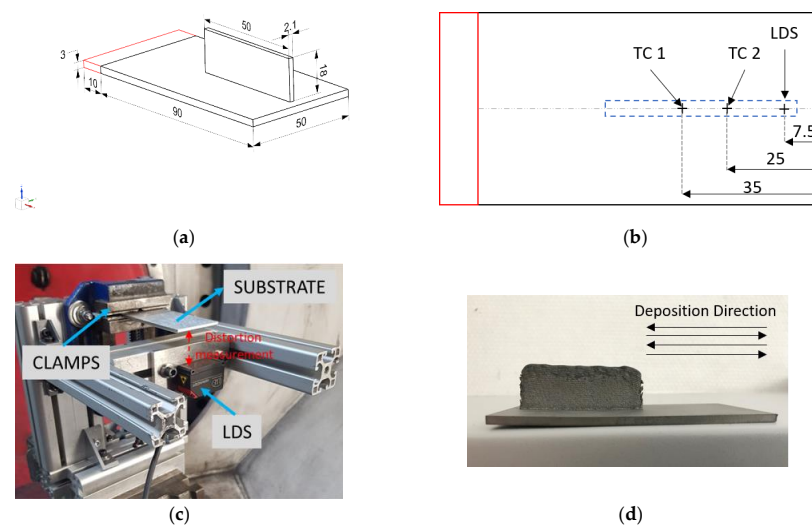 50
2.1
3
18
10
90
50
(a)
LDS
TC 1
TC 2
7.5
25
35
(b)
SUBSTRATE
Distortion
measurement
CLAMPS
LDS
(c)
Deposition Direction
(d)